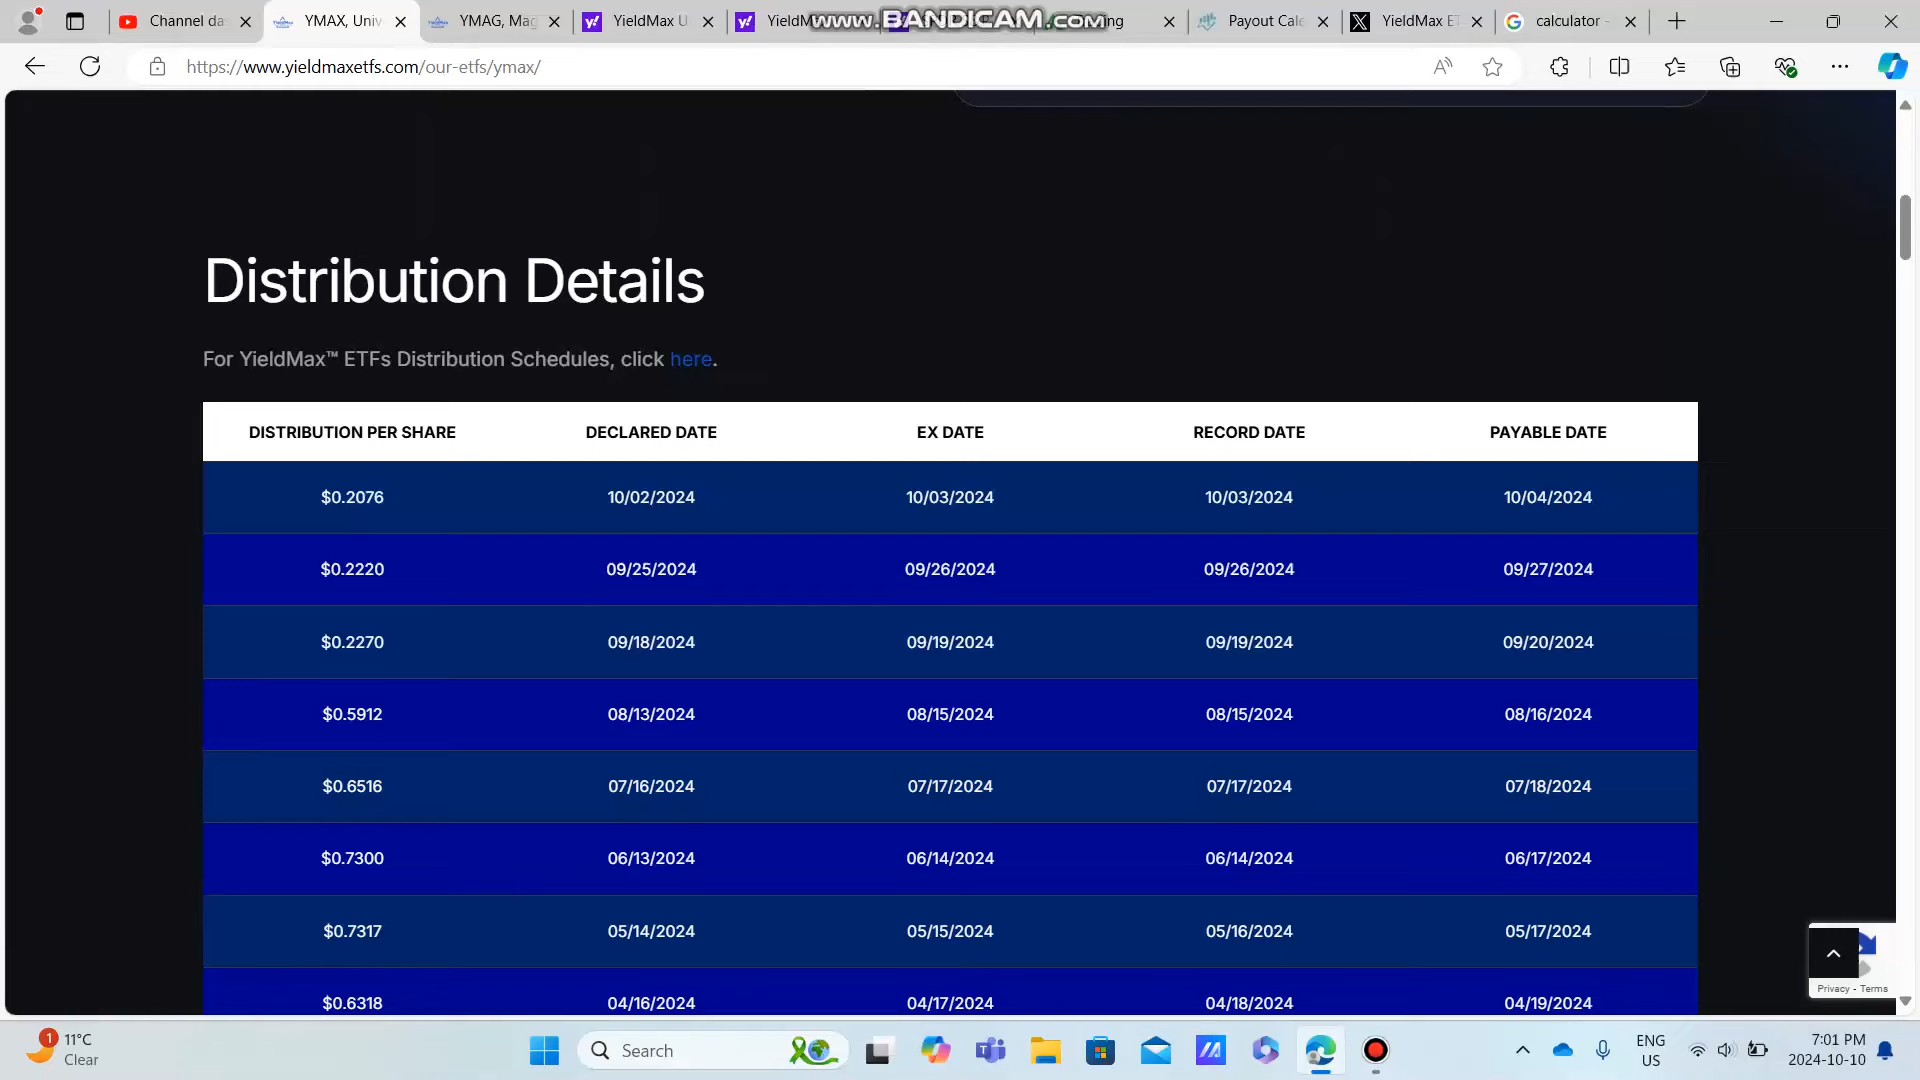 Channel da
YMAX, Univ
YMAG, Mag
YieldMax U
YieldM
www.BANDICAM.com
ng
Payout Cale
YieldMax E
calculator -
https://www.yieldmaxetfs.com/our-etfs/ymax/
Distribution Details
For YieldMax™ ETFs Distribution Schedules, click here.
DISTRIBUTION PER SHARE DECLARED DATE EX DATE RECORD DATE PAYABLE DATE
$0.2076 10/02/2024 10/03/2024 10/03/2024 10/04/2024
$0.2220 09/25/2024 09/26/2024 09/26/2024 09/27/2024
$0.2270 09/18/2024 09/19/2024 09/19/2024 09/20/2024
$0.5912 08/13/2024 08/15/2024 08/15/2024 08/16/2024
$0.6516 07/16/2024 07/17/2024 07/17/2024 07/18/2024
$0.7300 06/13/2024 06/14/2024 06/14/2024 06/17/2024
$0.7317 05/14/2024 05/15/2024 05/16/2024 05/17/2024
$0.6318 04/16/2024 04/17/2024 04/18/2024 04/19/2024
Privacy - Terms
1
11°C
Clear
Search
ENG
US
7:01 PM
2024-10-10